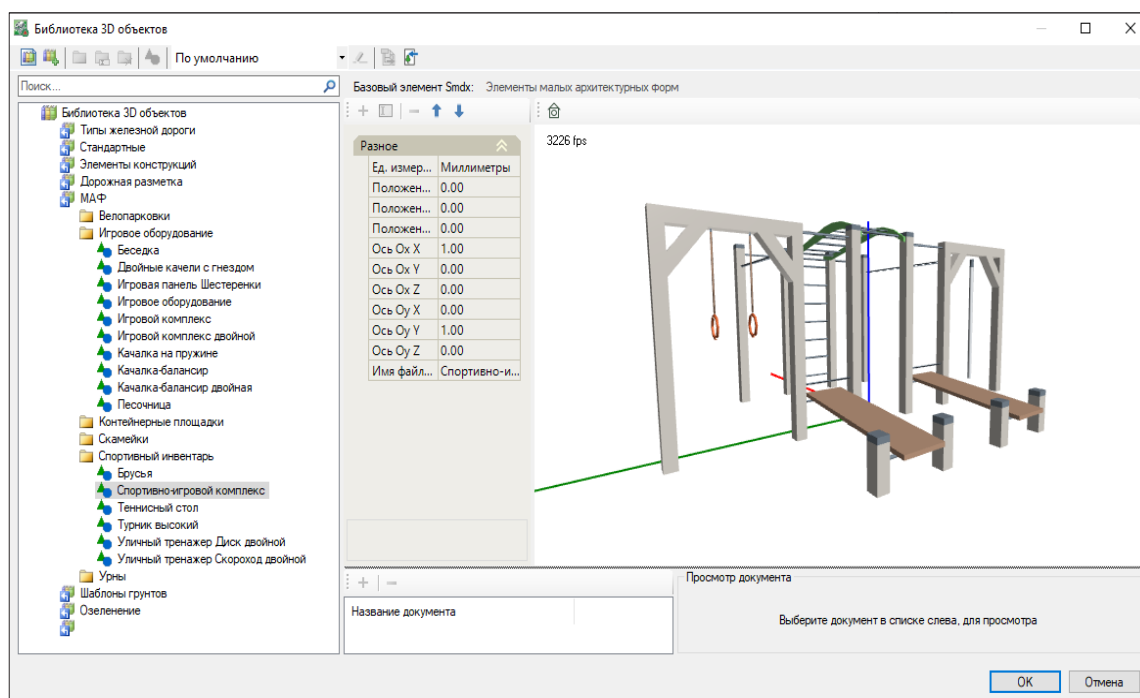 Библиотека 3D объектов
По умолчанию
Поиск...
Библиотека 3D объектов
Типы железной дороги
Стандартные
Элементы конструкций
Дорожная разметка
МАФ
Велопарковки
Игровое оборудование
Беседка
Двойные качели с гнездом
Игровая панель Шестеренки
Игровое оборудование
Игровой комплекс
Игровой комплекс двойной
Качалка на пружине
Качалка-балансир
Качалка-балансир двойная
Песочница
Контейнерные площадки
Скамейки
Спортивный инвентарь
Брусья
Спортивно-игровой комплекс
Теннисный стол
Турник высокий
Уличный тренажер Диск двойной
Уличный тренажер Скороход двойной
Урны
Шаблоны грунтов
Озеленение
Базовый элемент Smdx: Элементы малых архитектурных форм
Разное
Ед. измер... Миллиметры
Положен... 0.00
Положен... 0.00
Положен... 0.00
Ось Ox X 1.00
Ось Ox Y 0.00
Ось Ox Z 0.00
Ось Oy X 0.00
Ось Oy Y 1.00
Ось Oy Z 0.00
Имя файл... Спортивно-и...
3226 fps
Название документа
Просмотр документа
Выберите документ в списке слева, для просмотра
OK Отмена